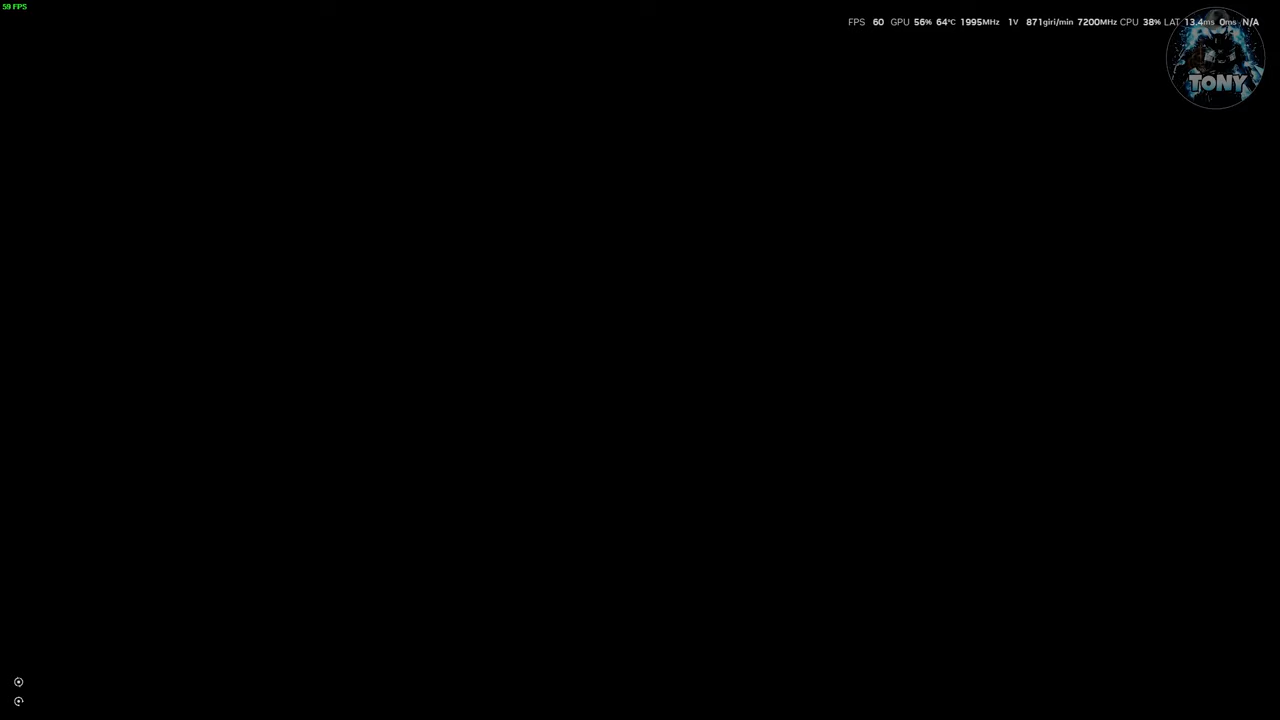 59 FPS
FPS 60 GPU 56% 64°C 1995MHz 1V 871giri/min 7200MHz CPU 38% LAT 13.4ms 0ms N/A
TONY